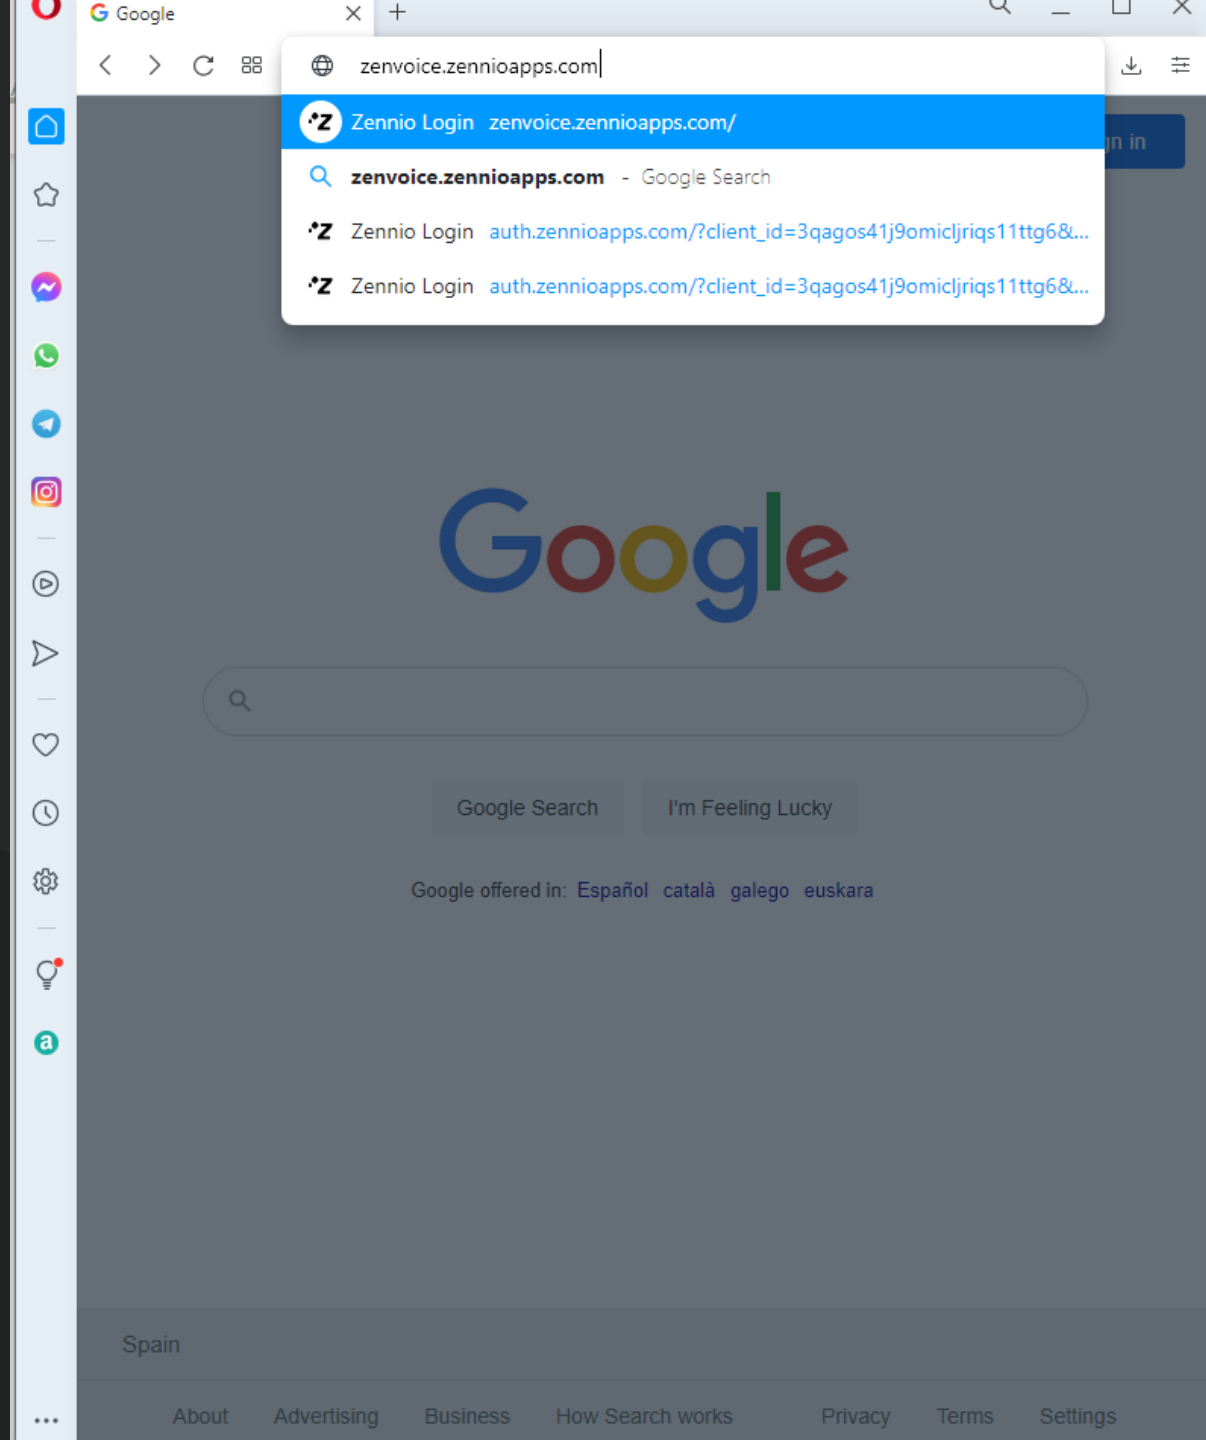 Google
zenvoice.zennioapps.com
Zennio Login zenvoice.zennioapps.com/
gn in
zenvoice.zennioapps.com - Google Search
Zennio Login auth.zennioapps.com/?client_id=3qagos41j9omicljriqs11ttg6&...
Zennio Login auth.zennioapps.com/?client_id=3qagos41j9omicljriqs11ttg6&...
Google
Google Search I'm Feeling Lucky
Google offered in: Español català galego euskara
a
Spain
About Advertising Business How Search works Privacy Terms Settings